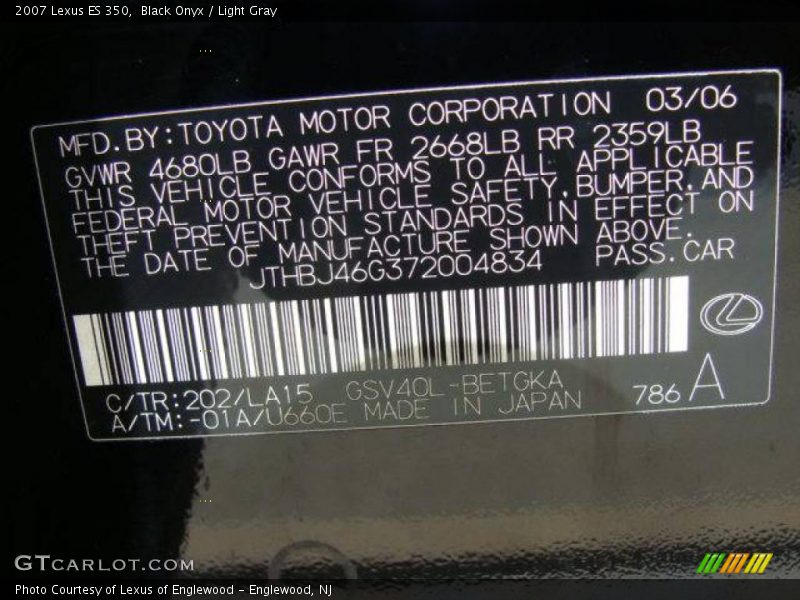 2007 Lexus ES 350,  Black Onyx / Light Gray
MFD.BY:TOYOTA MOTOR CORPORATION 03/06
GVWR 4680LB GAWR FR 2668LB RR 2359LB
THIS VEHICLE CONFORMS TO ALL APPLICABLE
FEDERAL MOTOR VEHICLE SAFETY,BUMPER,AND
THEFT PREVENTION STANDARDS IN EFFECT ON
THE DATE OF MANUFACTURE SHOWN ABOVE.
JTHBJ46G372004834 PASS.CAR
C/TR:202/LA15 GSV40L-BETGKA
A/TM:-01A/U660E MADE IN JAPAN 786 A
GTCARLOT.COM
Photo Courtesy of Lexus of Englewood - Englewood, NJ